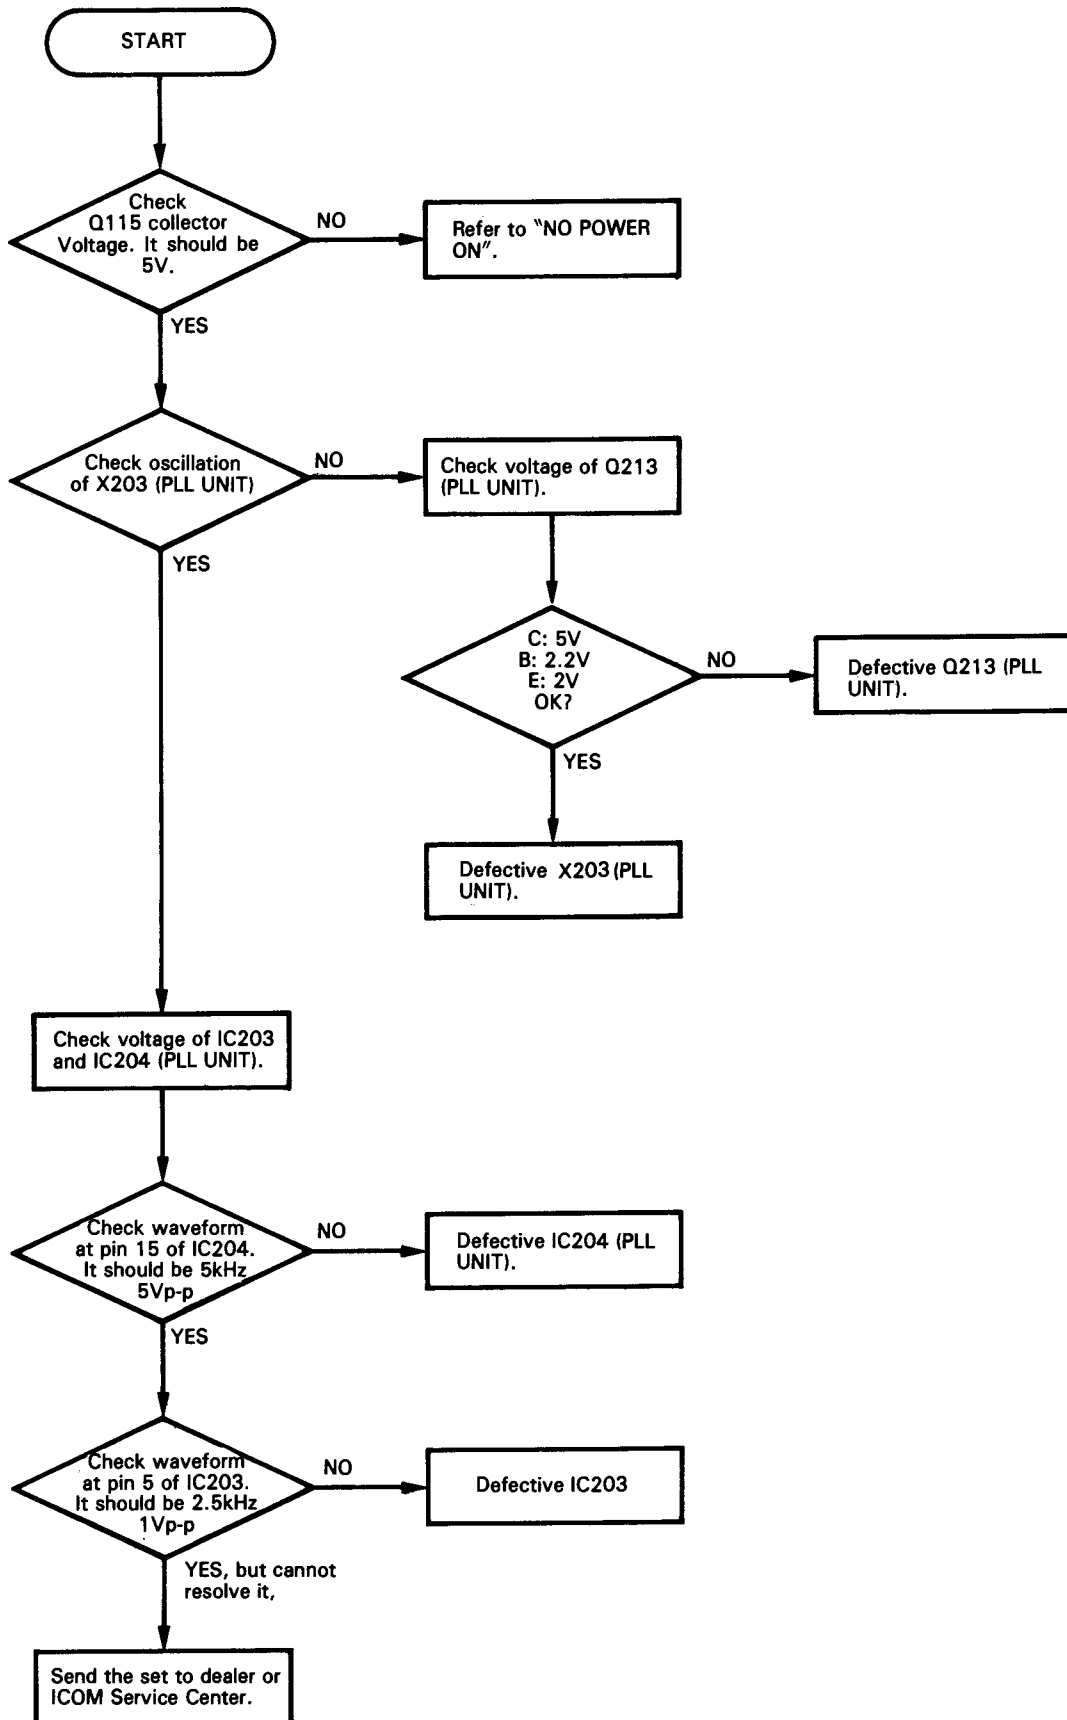 START
Check
Q115 collector
Voltage. It should be
5V.
NO
Refer to "NO POWER
ON".
YES
Check oscillation
of X203 (PLL UNIT)
NO
Check voltage of Q213
(PLL UNIT).
YES
C: 5V
B: 2.2V
E: 2V
OK?
NO
Defective Q213 (PLL
UNIT).
YES
Defective X203 (PLL
UNIT).
Check voltage of IC203
and IC204 (PLL UNIT).
Check waveform
at pin 15 of IC204.
It should be 5kHz
5Vp-p
NO
Defective IC204 (PLL
UNIT).
YES
Check waveform
at pin 5 of IC203.
It should be 2.5kHz
1Vp-p
NO
Defective IC203
YES, but cannot
resolve it,
Send the set to dealer or
ICOM Service Center.